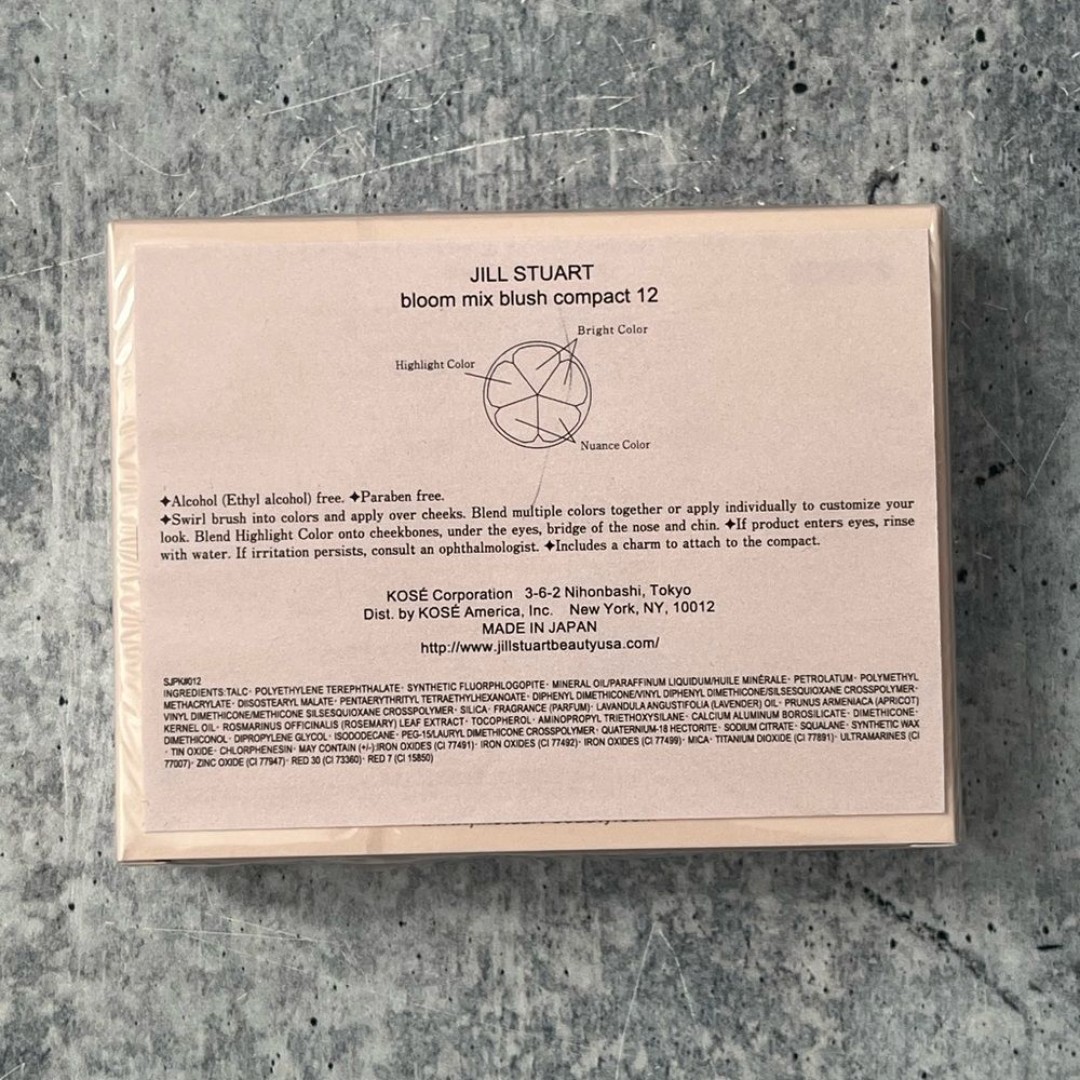 JILL STUART
bloom mix blush compact 12
Bright Color
Highlight Color
Nuance Color
✦Alcohol (Ethyl alcohol) free. ✦Paraben free.
✦Swirl brush into colors and apply over cheeks. Blend multiple colors together or apply individually to customize your
look. Blend Highlight Color onto cheekbones, under the eyes, bridge of the nose and chin. ✦If product enters eyes, rinse
with water. If irritation persists, consult an ophthalmologist. ✦Includes a charm to attach to the compact.
KOSÉ Corporation 3-6-2 Nihonbashi, Tokyo
Dist. by KOSÉ America, Inc. New York, NY, 10012
MADE IN JAPAN
http://www.jillstuartbeautyusa.com/
SJPK#012
INGREDIENTS:TALC· POLYETHYLENE TEREPHTHALATE· SYNTHETIC FLUORPHLOGOPITE· MINERAL OIL/PARAFFINUM LIQUIDUM/HUILE MINÉRALE· PETROLATUM· POLYMETHYL
METHACRYLATE· DIISOSTEARYL MALATE· PENTAERYTHRITYL TETRAETHYLHEXANOATE· DIPHENYL DIMETHICONE/VINYL DIPHENYL DIMETHICONE/SILSESQUIOXANE CROSSPOLYMER·
VINYL DIMETHICONE/METHICONE SILSESQUIOXANE CROSSPOLYMER· SILICA· FRAGRANCE (PARFUM)· LAVANDULA ANGUSTIFOLIA (LAVENDER) OIL· PRUNUS ARMENIACA (APRICOT)
KERNEL OIL· ROSMARINUS OFFICINALIS (ROSEMARY) LEAF EXTRACT· TOCOPHEROL· AMINOPROPYL TRIETHOXYSILANE· CALCIUM ALUMINUM BOROSILICATE· DIMETHICONE·
DIMETHICONOL· DIPROPYLENE GLYCOL· ISODODECANE· PEG-15/LAURYL DIMETHICONE CROSSPOLYMER· QUATERNIUM-18 HECTORITE· SODIUM CITRATE· SQUALANE· SYNTHETIC WAX
· TIN OXIDE· CHLORPHENESIN· MAY CONTAIN (+/-):IRON OXIDES (CI 77491)· IRON OXIDES (CI 77492)· IRON OXIDES (CI 77499)· MICA· TITANIUM DIOXIDE (CI 77891)· ULTRAMARINES (CI
77007)· ZINC OXIDE (CI 77947)· RED 30 (CI 73360)· RED 7 (CI 15850)